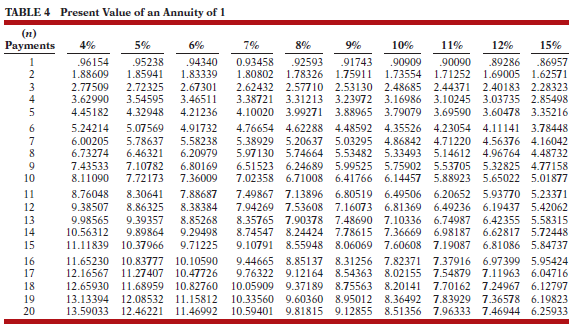 TABLE 4 Present Value of an Annuity of 1
(n)
Payments 4% 5% 6% 7% 8% 9% 10% 11% 12% 15%
1 .96154 .95238 .94340 0.93458 .92593 .91743 .90909 .90090 .89286 .86957
2 1.88609 1.85941 1.83339 1.80802 1.78326 1.75911 1.73554 1.71252 1.69005 1.62571
3 2.77509 2.72325 2.67301 2.62432 2.57710 2.53130 2.48685 2.44371 2.40183 2.28323
4 3.62990 3.54595 3.46511 3.38721 3.31213 3.23972 3.16986 3.10245 3.03735 2.85498
5 4.45182 4.32948 4.21236 4.10020 3.99271 3.88965 3.79079 3.69590 3.60478 3.35216
6 5.24214 5.07569 4.91732 4.76654 4.62288 4.48592 4.35526 4.23054 4.11141 3.78448
7 6.00205 5.78637 5.58238 5.38929 5.20637 5.03295 4.86842 4.71220 4.56376 4.16042
8 6.73274 6.46321 6.20979 5.97130 5.74664 5.53482 5.33493 5.14612 4.96764 4.48732
9 7.43533 7.10782 6.80169 6.51523 6.24689 5.99525 5.75902 5.53705 5.32825 4.77158
10 8.11090 7.72173 7.36009 7.02358 6.71008 6.41766 6.14457 5.88923 5.65022 5.01877
11 8.76048 8.30641 7.88687 7.49867 7.13896 6.80519 6.49506 6.20652 5.93770 5.23371
12 9.38507 8.86325 8.38384 7.94269 7.53608 7.16073 6.81369 6.49236 6.19437 5.42062
13 9.98565 9.39357 8.85268 8.35765 7.90378 7.48690 7.10336 6.74987 6.42355 5.58315
14 10.56312 9.89864 9.29498 8.74547 8.24424 7.78615 7.36669 6.98187 6.62817 5.72448
15 11.11839 10.37966 9.71225 9.10791 8.55948 8.06069 7.60608 7.19087 6.81086 5.84737
16 11.65230 10.83777 10.10590 9.44665 8.85137 8.31256 7.82371 7.37916 6.97399 5.95424
17 12.16567 11.27407 10.47726 9.76322 9.12164 8.54363 8.02155 7.54879 7.11963 6.04716
18 12.65930 11.68959 10.82760 10.05909 9.37189 8.75563 8.20141 7.70162 7.24967 6.12797
19 13.13394 12.08532 11.15812 10.33560 9.60360 8.95012 8.36492 7.83929 7.36578 6.19823
20 13.59033 12.46221 11.46992 10.59401 9.81815 9.12855 8.51356 7.96333 7.46944 6.25933